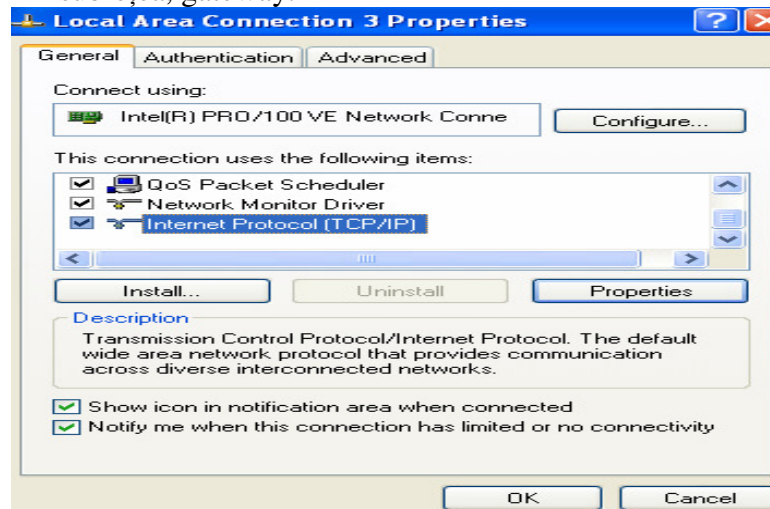 gateway.
Local Area Connection 3 Properties
General Authentication Advanced
Connect using:
Intel(R) PRO/100 VE Network Conne Configure...
This connection uses the following items:
QoS Packet Scheduler
Network Monitor Driver
Internet Protocol (TCP/IP)
Install... Uninstall Properties
Description
Transmission Control Protocol/Internet Protocol. The default
wide area network protocol that provides communication
across diverse interconnected networks.
Show icon in notification area when connected
Notify me when this connection has limited or no connectivity
OK Cancel